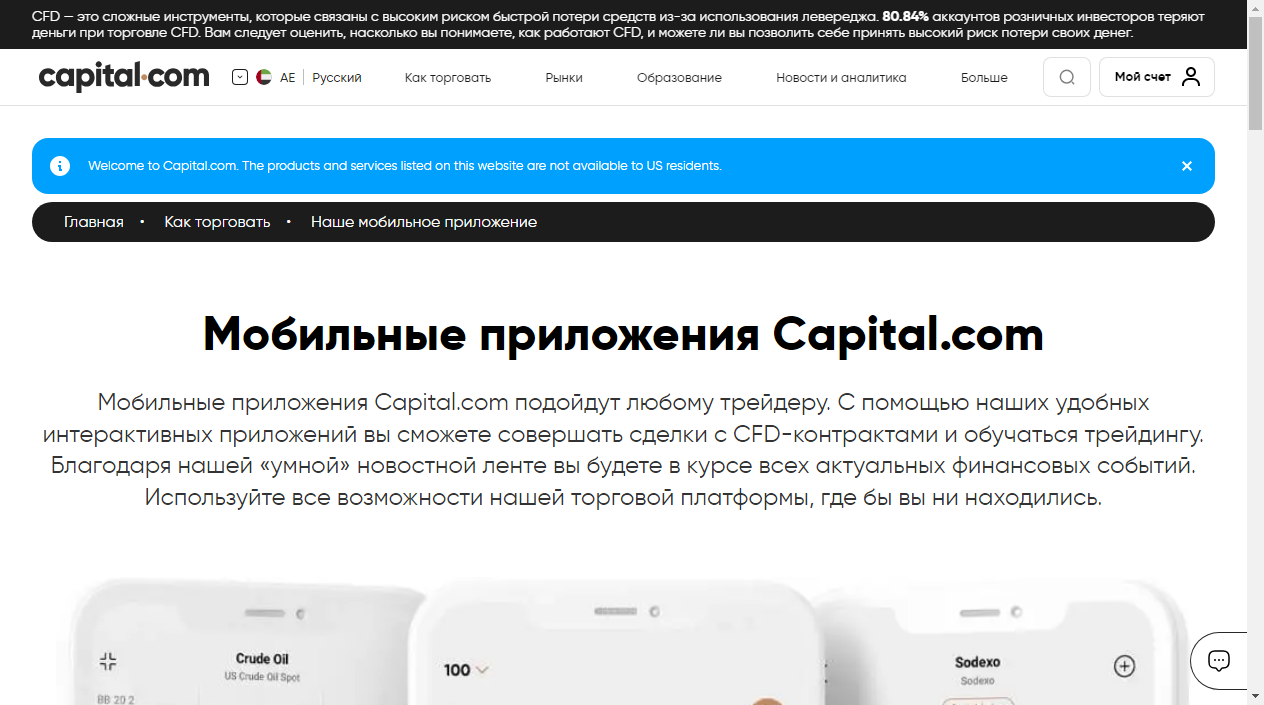 CFD — это сложные инструменты, которые связаны с высоким риском быстрой потери средств из-за использования левереджа. 80.84% аккаунтов розничных инвесторов теряют
деньги при торговле CFD. Вам следует оценить, насколько вы понимаете, как работают CFD, и можете ли вы позволить себе принять высокий риск потери своих денег.
capital.com
AE Русский
Как торговать
Рынки
Образование
Новости и аналитика
Больше
Мой счет
Welcome to Capital.com. The products and services listed on this website are not available to US residents.
Главная • Как торговать • Наше мобильное приложение
Мобильные приложения Capital.com
Мобильные приложения Capital.com подойдут любому трейдеру. С помощью наших удобных
интерактивных приложений вы сможете совершать сделки с CFD-контрактами и обучаться трейдингу.
Благодаря нашей «умной» новостной ленте вы будете в курсе всех актуальных финансовых событий.
Используйте все возможности нашей торговой платформы, где бы вы ни находились.
Crude Oil
US Crude Oil Spot
BB 20 2
100
Sodexo
Sodexo